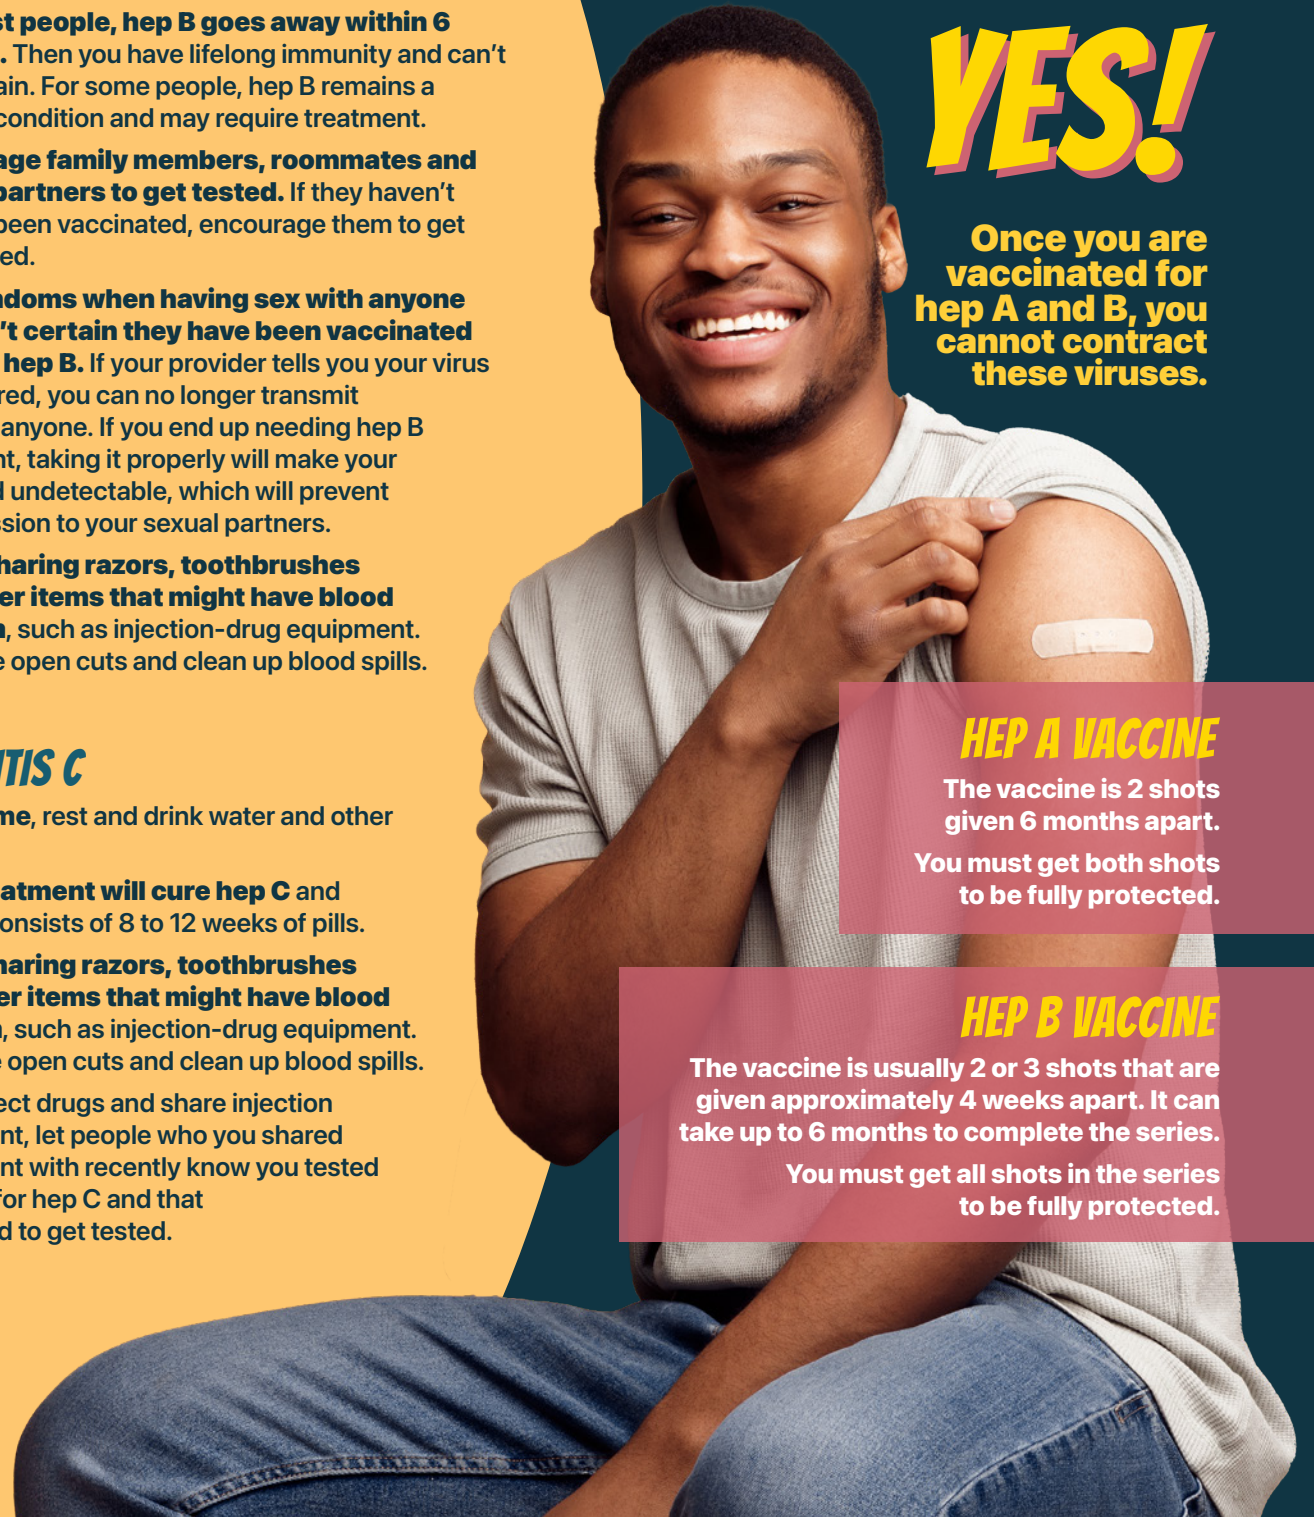 st people, hep B goes away within 6
. Then you have lifelong immunity and can't
ain. For some people, hep B remains a
condition and may require treatment.
age family members, roommates and
partners to get tested. If they haven't
been vaccinated, encourage them to get
ed.
ndoms when having sex with anyone
't certain they have been vaccinated
hep B. If your provider tells you your virus
red, you can no longer transmit
anyone. If you end up needing hep B
nt, taking it properly will make your
d undetectable, which will prevent
ssion to your sexual partners.
haring razors, toothbrushes
er items that might have blood
n, such as injection-drug equipment.
e open cuts and clean up blood spills.
TIS C
me, rest and drink water and other
atment will cure hep C and
onsists of 8 to 12 weeks of pills.
haring razors, toothbrushes
er items that might have blood
n, such as injection-drug equipment.
e open cuts and clean up blood spills.
ect drugs and share injection
nt, let people who you shared
nt with recently know you tested
for hep C and that
d to get tested.
YES!
Once you are
vaccinated for
hep A and B, you
cannot contract
these viruses.
HEP A VACCINE
The vaccine is 2 shots
given 6 months apart.
You must get both shots
to be fully protected.
HEP B VACCINE
The vaccine is usually 2 or 3 shots that are
given approximately 4 weeks apart. It can
take up to 6 months to complete the series.
You must get all shots in the series
to be fully protected.